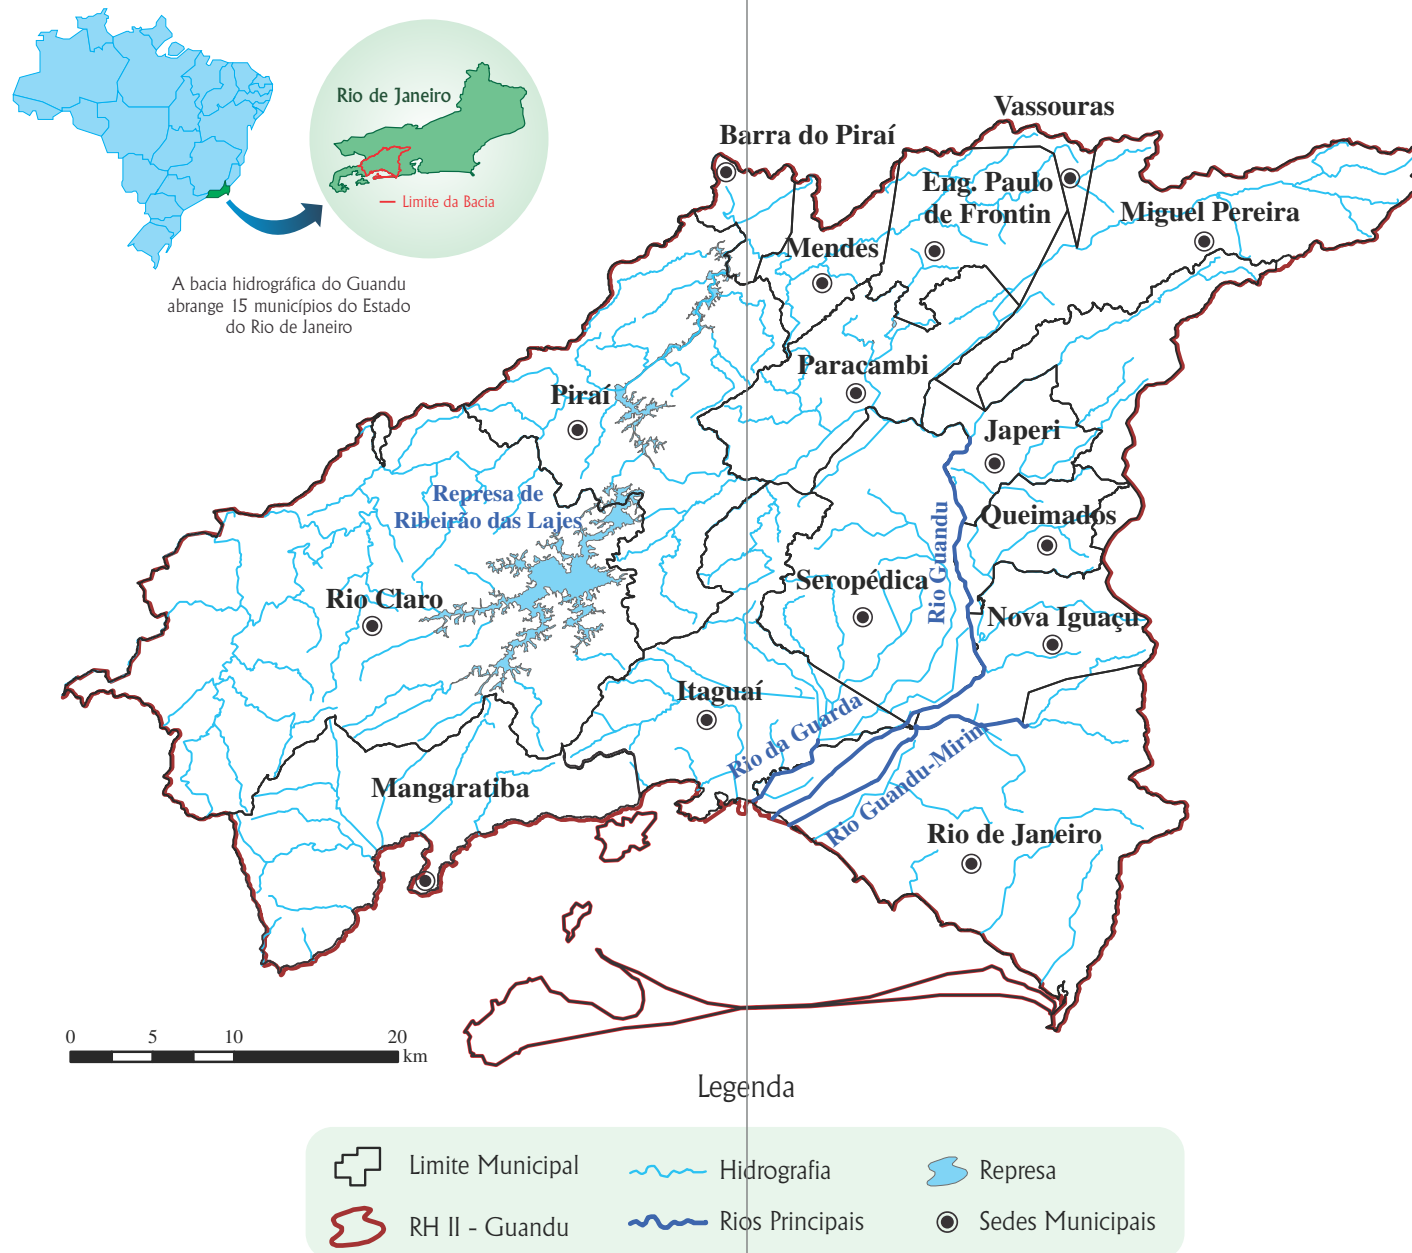 Rio de Janeiro
Limite da Bacia
A bacia hidrográfica do Guandu
abrange 15 municípios do Estado
do Rio de Janeiro
Vassouras
Barra do Piraí
Eng. Paulo
de Frontin
Miguel Pereira
Mendes
Paracambi
Piraí
Japeri
Represa de
Ribeirão das Lajes
Rio Guandu
Queimados
Seropédica
Rio Claro
Nova Iguaçu
Itaguaí
Rio da Guarda
Rio Guandu-Mirim
Mangaratiba
Rio de Janeiro
0 5 10 20
km
Legenda
Limite Municipal
Hidrografia
Represa
RH II - Guandu
Rios Principais
Sedes Municipais